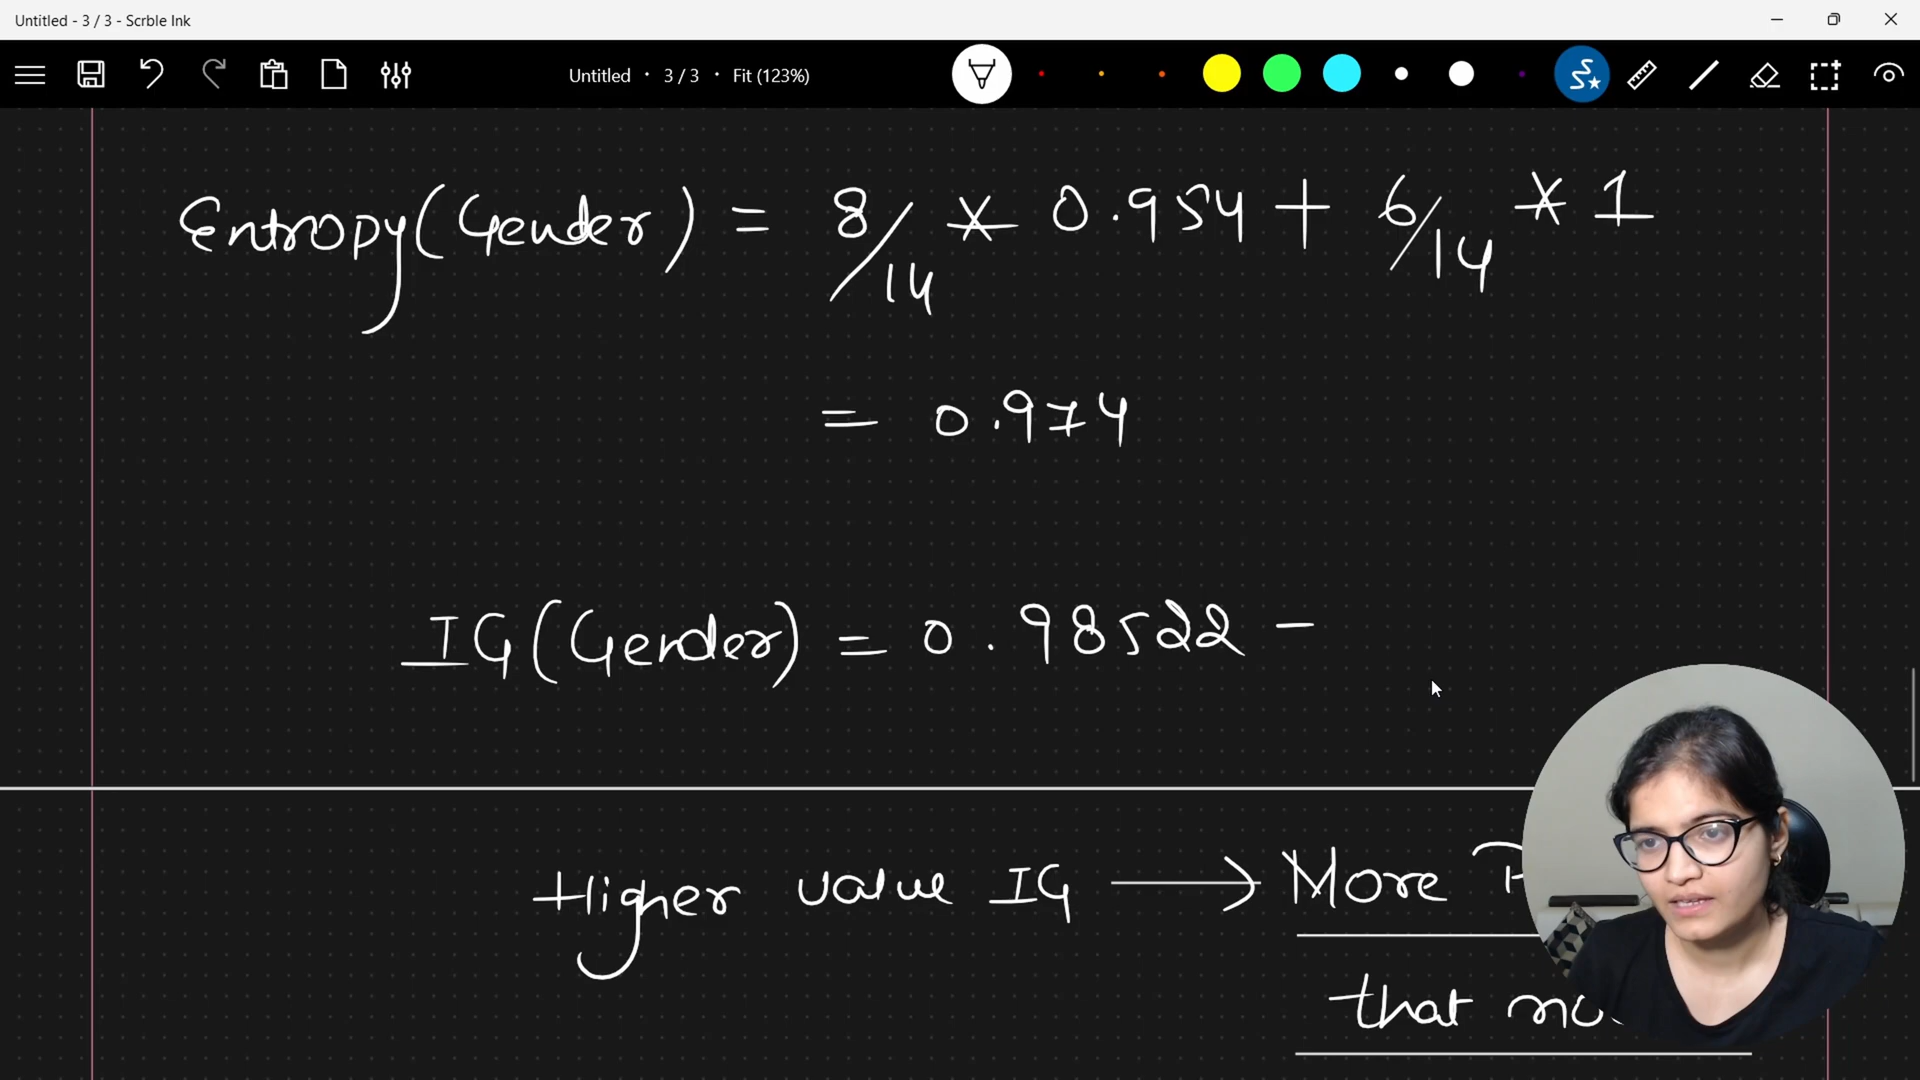 Untitled - 3 / 3 - Scrble Ink
Untitled • 3 / 3 • Fit (123%)
Entropy(Gender) = 8/14 * 0.954 + 6/14 * 1
= 0.974
IG(Gender) = 0.98522 -
Higher value IG → More
that